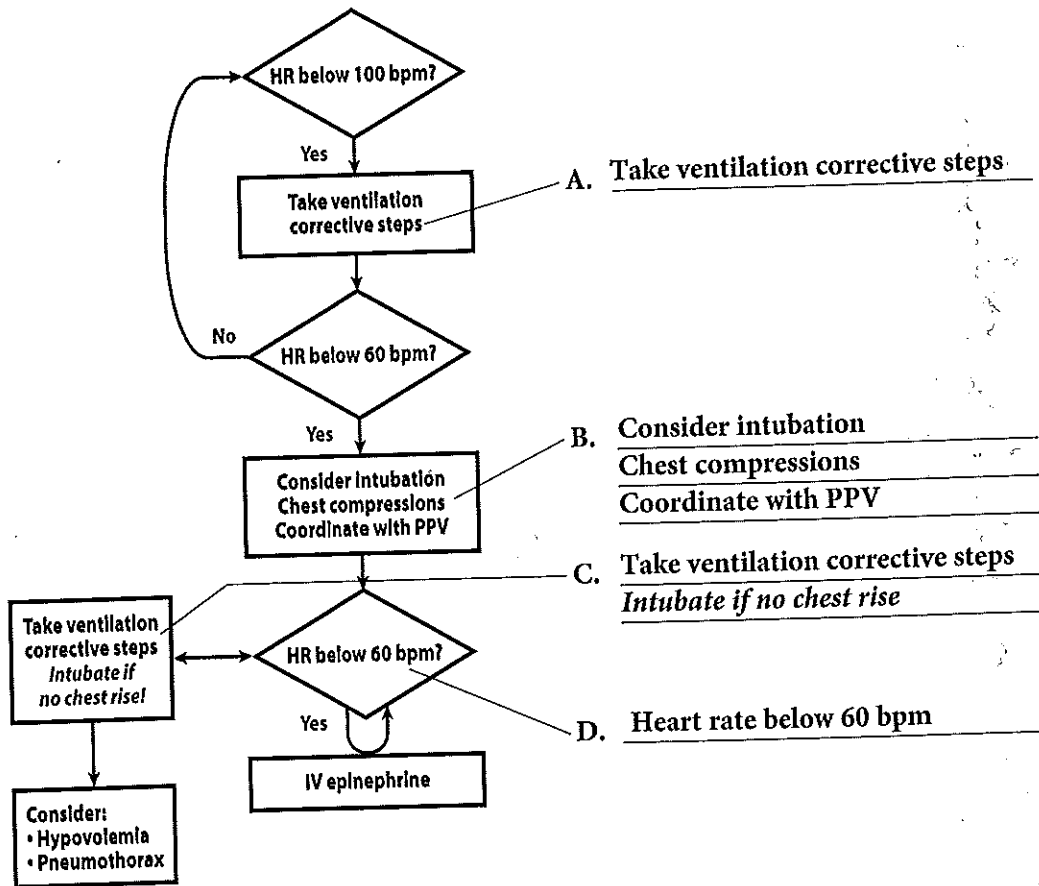 HR below 100 bpm?
Yes
Take ventilation
corrective steps
A. Take ventilation corrective steps
No
HR below 60 bpm?
Yes
Consider intubation
Chest compressions
Coordinate with PPV
B. Consider intubation
Chest compressions
Coordinate with PPV
C. Take ventilation corrective steps
Intubate if no chest rise
Take ventilation
corrective steps
Intubate if
no chest rise!
HR below 60 bpm?
Yes
D. Heart rate below 60 bpm
IV epinephrine
Consider:
• Hypovolemia
• Pneumothorax